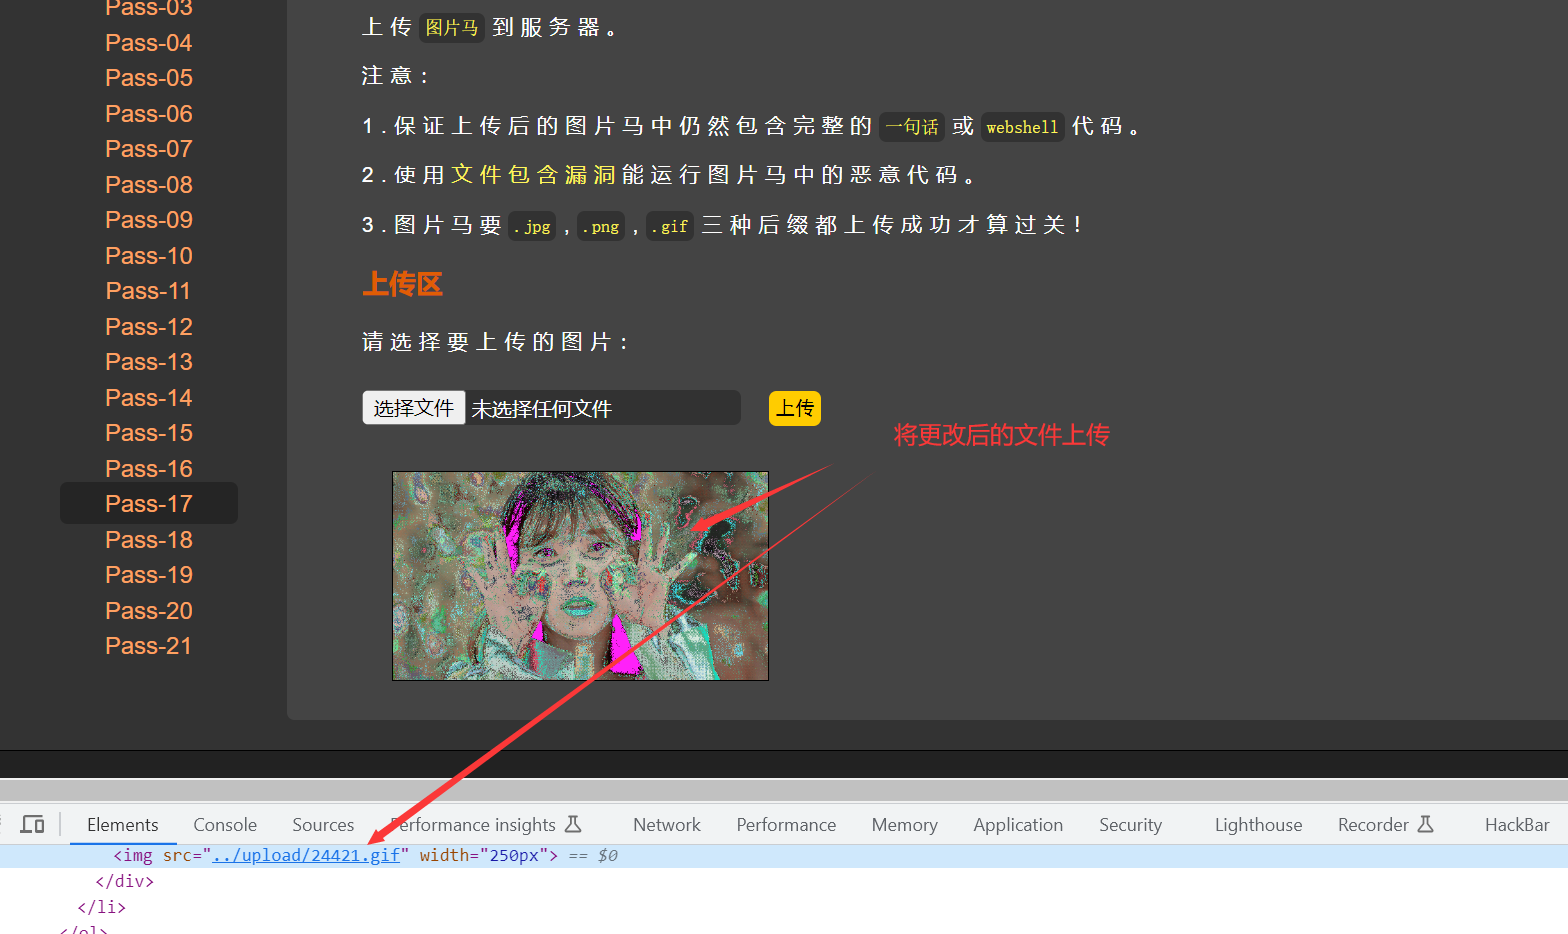 Pass-03
Pass-04
Pass-05
Pass-06
Pass-07
Pass-08
Pass-09
Pass-10
Pass-11
Pass-12
Pass-13
Pass-14
Pass-15
Pass-16
Pass-17
Pass-18
Pass-19
Pass-20
Pass-21
上传 图片马 到服务器。
注意：
1.保证上传后的图片马中仍然包含完整的 一句话 或 webshell 代码。
2.使用文件包含漏洞能运行图片马中的恶意代码。
3.图片马要 .jpg , .png , .gif 三种后缀都上传成功才算过关！
上传区
请选择要上传的图片：
选择文件 未选择任何文件 上传
将更改后的文件上传
Elements Console Sources Performance insights Network Performance Memory Application Security Lighthouse Recorder HackBar
<img src="../upload/24421.gif" width="250px"> == $0
</div>
</li>
</ol>